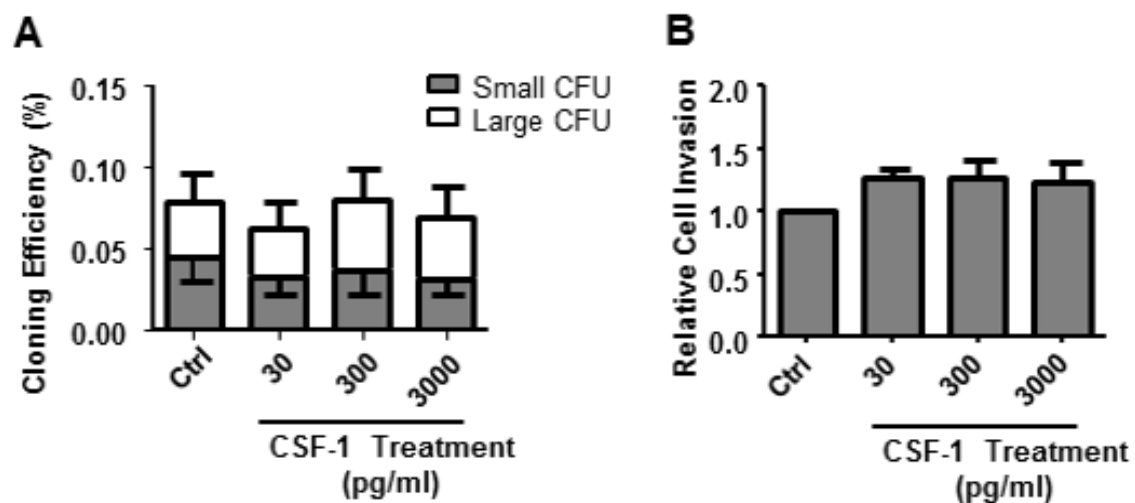 A
Cloning Efficiency (%)
0.15
0.10
0.05
0.00
Small CFU
Large CFU
Ctrl
30
300
3000
CSF-1 Treatment
(pg/ml)
B
Relative Cell Invasion
2.0
1.5
1.0
0.5
0.0
Ctrl
30
300
3000
CSF-1 Treatment
(pg/ml)